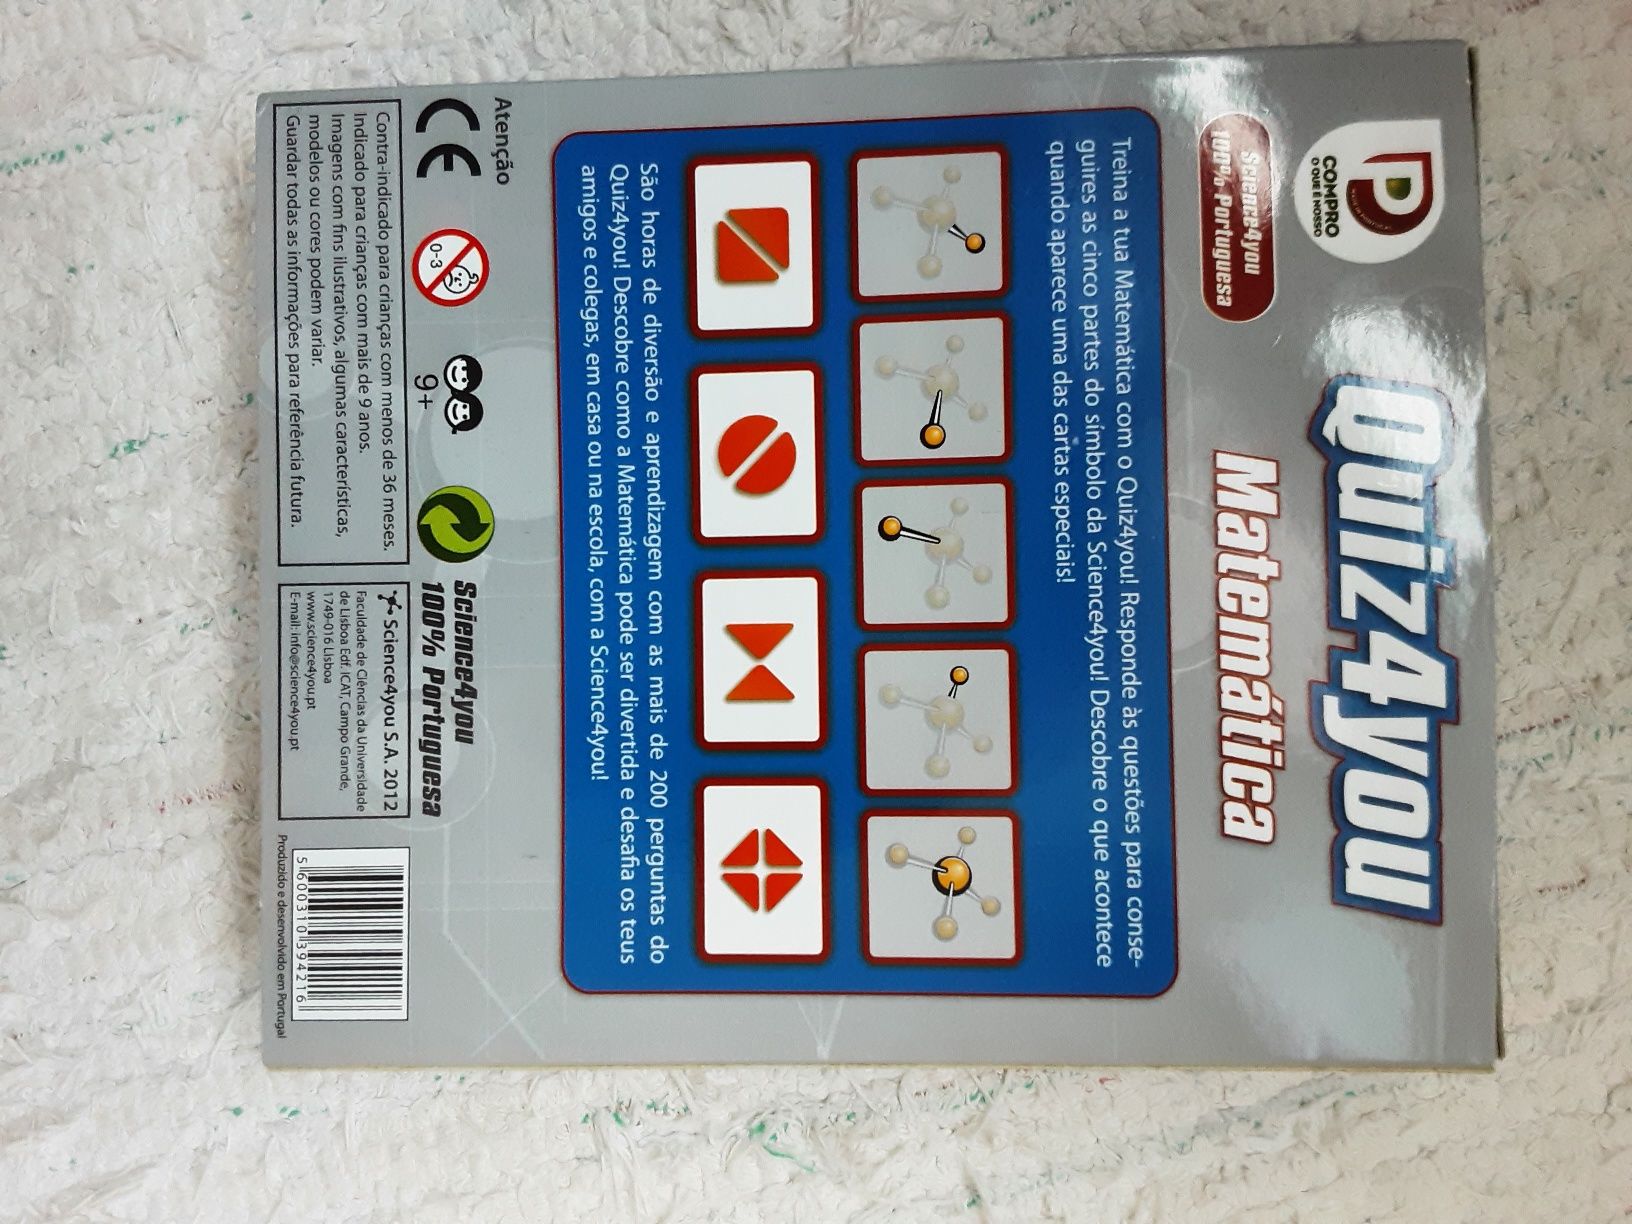 COMPRO
O QUE É NOSSO
Science4you
100% Portuguesa
Quiz4you
Matemática
Treina a tua Matemática com o Quiz4you! Responde às questões para conse-
guires as cinco partes do símbolo da Science4you! Descobre o que acontece
quando aparece uma das cartas especiais!
São horas de diversão e aprendizagem com as mais de 200 perguntas do
Quiz4you! Descobre como a Matemática pode ser divertida e desafia os teus
amigos e colegas, em casa ou na escola, com a Science4you!
Atenção
CE
0-3
9+
Science4you
100% Portuguesa
Contra-indicado para crianças com menos de 36 meses.
Indicado para crianças com mais de 9 anos.
Imagens com fins ilustrativos, algumas características,
modelos ou cores podem variar.
Guardar todas as informações para referência futura.
Science4you S.A. 2012
Faculdade de Ciências da Universidade
de Lisboa Edf. ICAT, Campo Grande,
1749-016 Lisboa
www.science4you.pt
E-mail: info@science4you.pt
5 600310 394216
Produzido e desenvolvido em Portugal